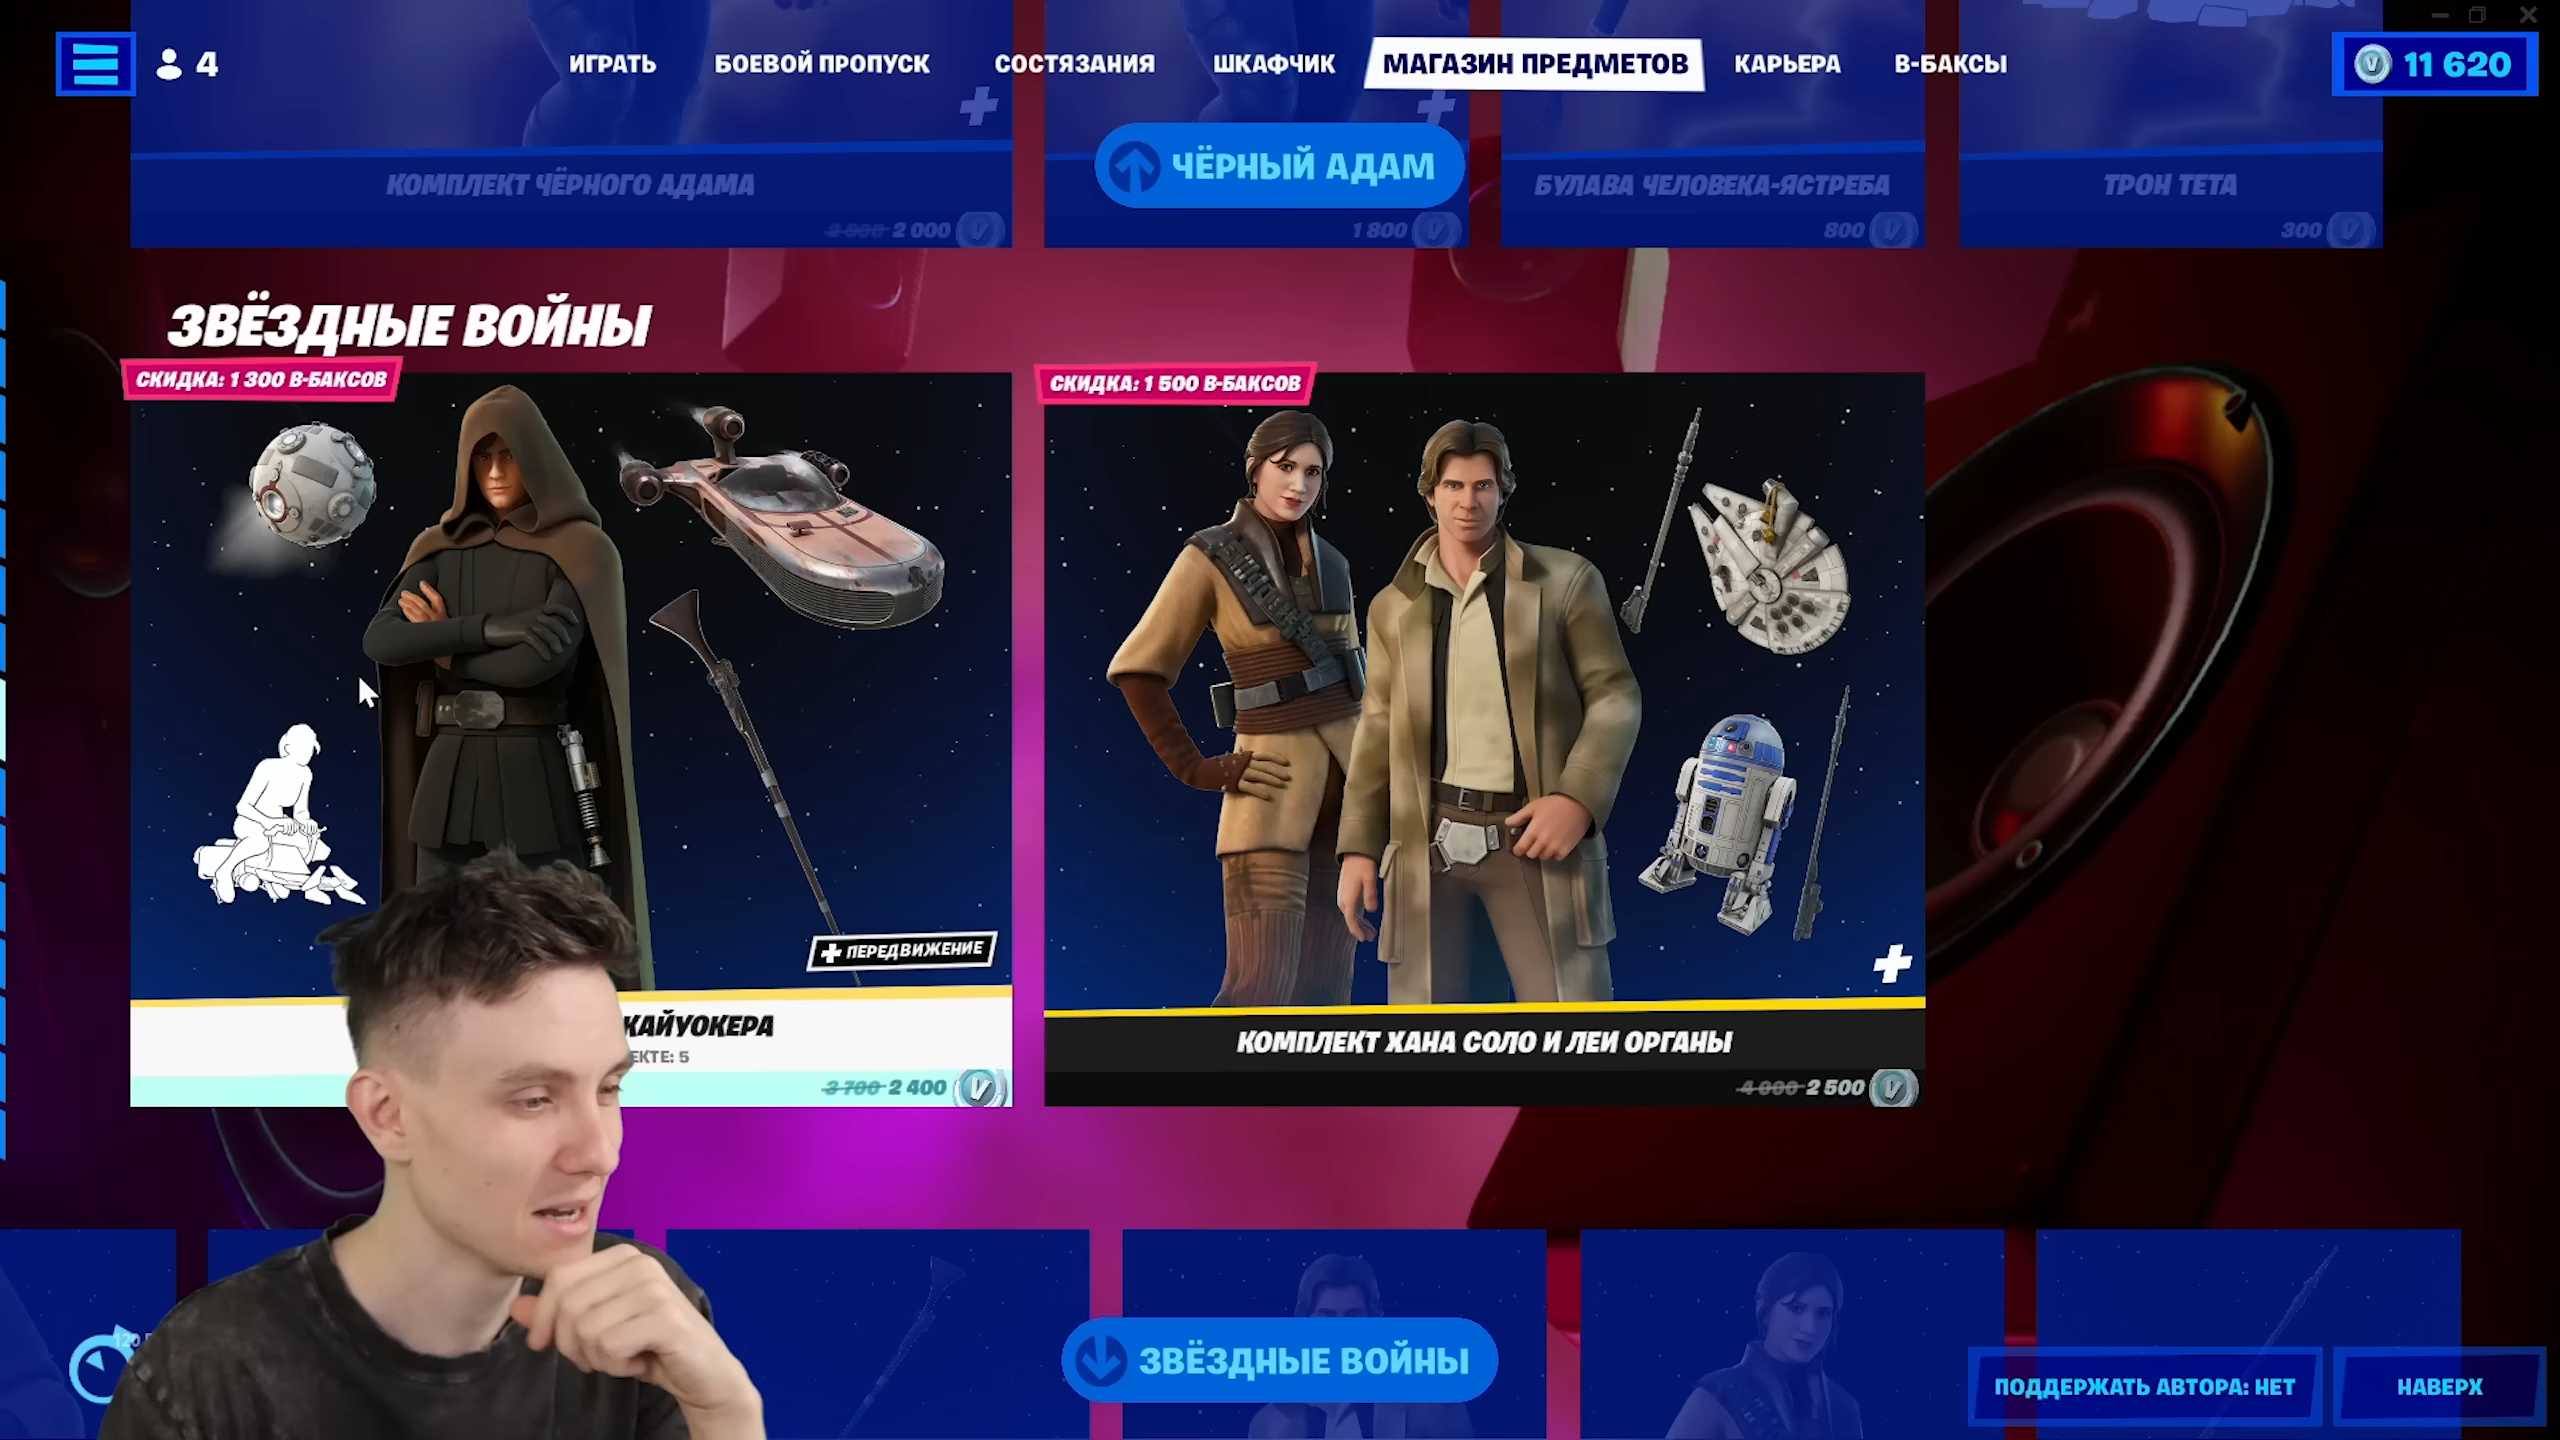 4
ИГРАТЬ
БОЕВОЙ ПРОПУСК
СОСТЯЗАНИЯ
ШКАФЧИК
МАГАЗИН ПРЕДМЕТОВ
КАРЬЕРА
В-БАКСЫ
11 620
ЧЁРНЫЙ АДАМ
КОМПЛЕКТ ЧЁРНОГО АДАМА
БУЛАВА ЧЕЛОВЕКА-ЯСТРЕБА
ТРОН ТЕТА
2 000
1 800
800
300
ЗВЁЗДНЫЕ ВОЙНЫ
СКИДКА: 1 300 В-БАКСОВ
СКИДКА: 1 500 В-БАКСОВ
+ ПЕРЕДВИЖЕНИЕ
КАЙУОКЕРА
ЕКТЕ: 5
3 700 2 400
КОМПЛЕКТ ХАНА СОЛО И ЛЕИ ОРГАНЫ
4 000 2 500
ЗВЁЗДНЫЕ ВОЙНЫ
ПОДДЕРЖАТЬ АВТОРА: НЕТ
НАВЕРХ